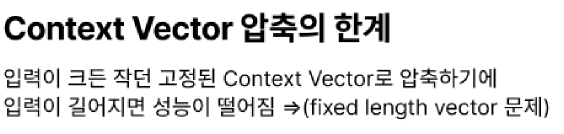 Context Vector 압축의 한계
입력이 크든 작던 고정된 Context Vector로 압축하기에
입력이 길어지면 성능이 떨어짐 ⇒(fixed length vector 문제)